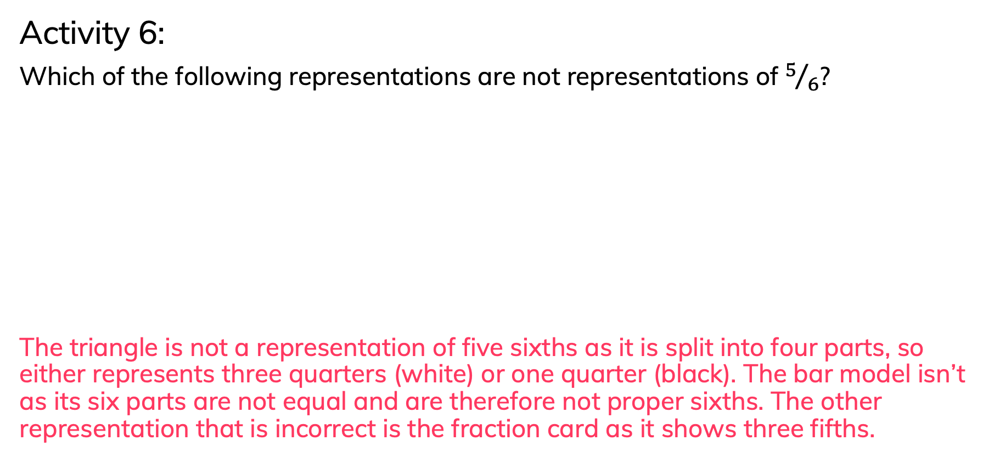 Activity 6:
Which of the following representations are not representations of 5/6?
The triangle is not a representation of five sixths as it is split into four parts, so
either represents three quarters (white) or one quarter (black). The bar model isn’t
as its six parts are not equal and are therefore not proper sixths. The other
representation that is incorrect is the fraction card as it shows three fifths.